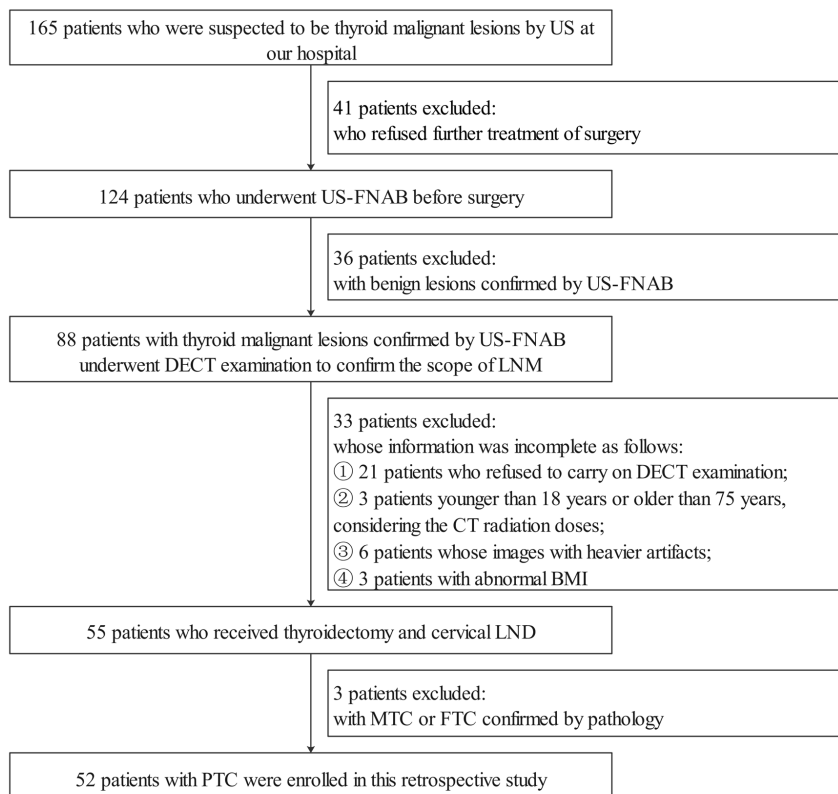 165 patients who were suspected to be thyroid malignant lesions by US at
our hospital
41 patients excluded:
who refused further treatment of surgery
124 patients who underwent US-FNAB before surgery
36 patients excluded:
with benign lesions confirmed by US-FNAB
88 patients with thyroid malignant lesions confirmed by US-FNAB
underwent DECT examination to confirm the scope of LNM
33 patients excluded:
whose information was incomplete as follows:
① 21 patients who refused to carry on DECT examination;
② 3 patients younger than 18 years or older than 75 years,
considering the CT radiation doses;
③ 6 patients whose images with heavier artifacts;
④ 3 patients with abnormal BMI
55 patients who received thyroidectomy and cervical LND
3 patients excluded:
with MTC or FTC confirmed by pathology
52 patients with PTC were enrolled in this retrospective study